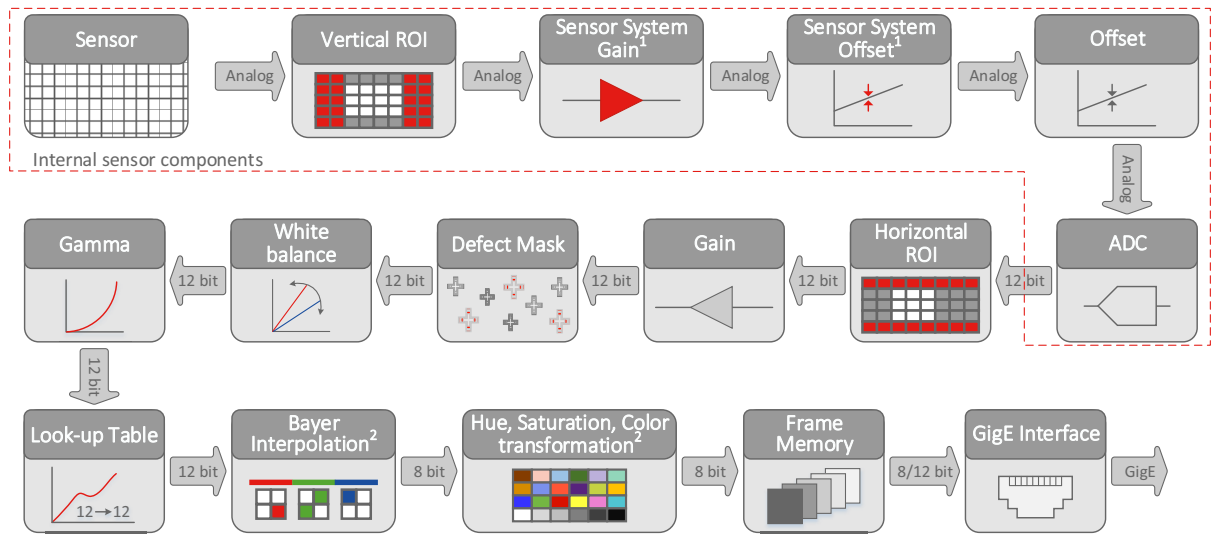 Sensor
Analog
Vertical ROI
Analog
Sensor System
Gain¹
Analog
Sensor System
Offset¹
Analog
Offset
Internal sensor components
Analog
ADC
12 bit
Horizontal
ROI
12 bit
Gain
12 bit
Defect Mask
12 bit
White
balance
12 bit
Gamma
12 bit
Look-up Table
12→12
12 bit
Bayer
Interpolation²
8 bit
Hue, Saturation, Color
transformation²
8 bit
Frame
Memory
8/12 bit
GigE Interface
GigE